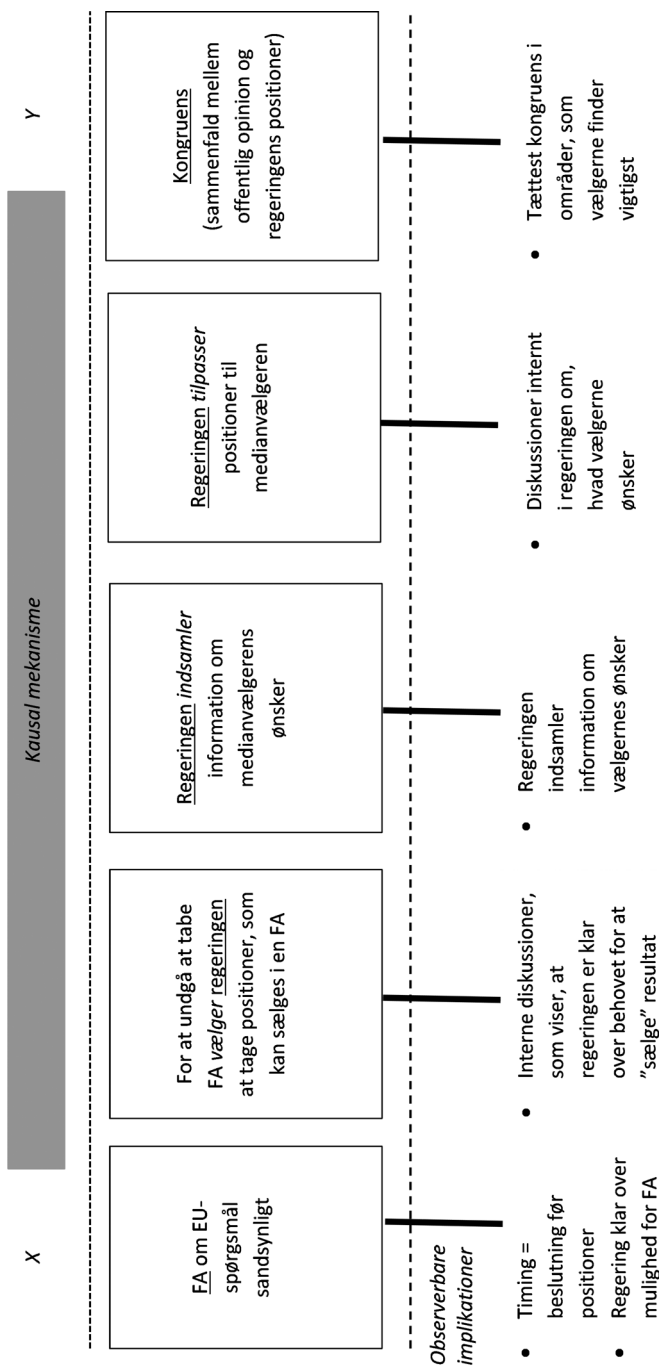 X
Kausal mekanisme
Y
FA om EU-
spørgsmål
sandsynligt
For at undgå at tabe
FA vælger regeringen
at tage positioner, som
kan sælges i en FA
Regeringen indsamler
information om
medianvælgerens
ønsker
Regeringen tilpasser
positioner til
medianvælgeren
Kongruens
(sammenfald mellem
offentlig opinion og
regeringens positioner)
Observerbare
implikationer
• Timing =
beslutning før
positioner
• Regering klar over
mulighed for FA
• Interne diskussioner,
som viser, at
regeringen er klar
over behovet for at
”sælge” resultat
• Regeringen
indsamler
information om
vælgernes ønsker
• Diskussioner internt
i regeringen om,
hvad vælgerne
ønsker
• Tættest kongruens i
områder, som
vælgerne finder
vigtigst